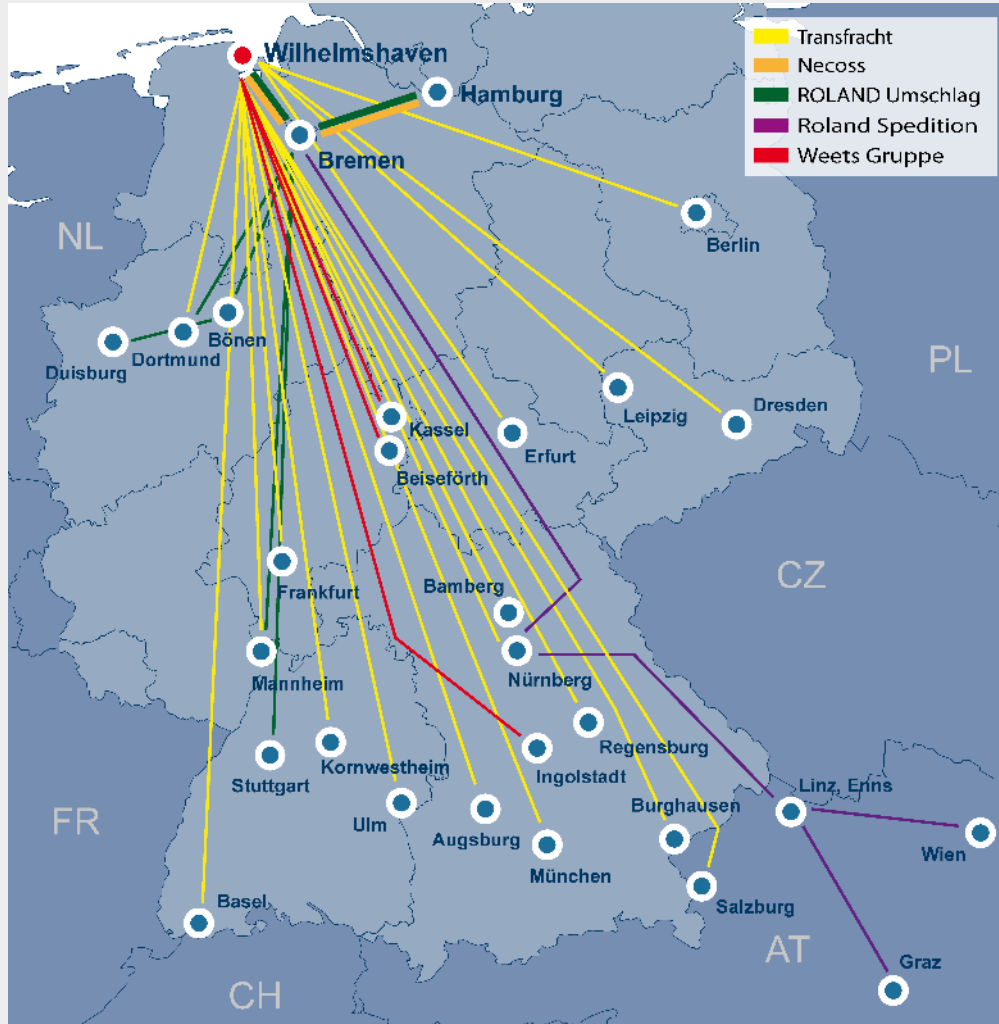 Wilhelmshaven
Transfracht
Necoss
ROLAND Umschlag
Roland Spedition
Weets Gruppe
Hamburg
Bremen
NL
Berlin
Bönen
Dortmund
Duisburg
PL
Kassel
Leipzig
Dresden
Erfurt
Beiseförth
CZ
Bamberg
Frankfurt
Nürnberg
Mannheim
Regensburg
Kornwestheim
Ingolstadt
Stuttgart
Linz, Enns
Burghausen
FR
Ulm
Augsburg
Wien
München
Basel
Salzburg
AT
Graz
CH